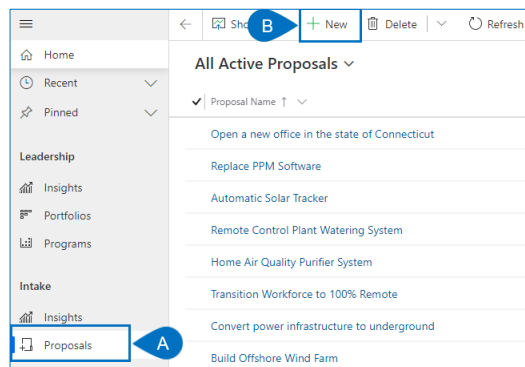 Sho
B
New
Delete
Refresh
Home
Recent
Pinned
Leadership
Insights
Portfolios
Programs
Intake
Insights
Proposals
A
All Active Proposals
Proposal Name ↑
Open a new office in the state of Connecticut
Replace PPM Software
Automatic Solar Tracker
Remote Control Plant Watering System
Home Air Quality Purifier System
Transition Workforce to 100% Remote
Convert power infrastructure to underground
Build Offshore Wind Farm